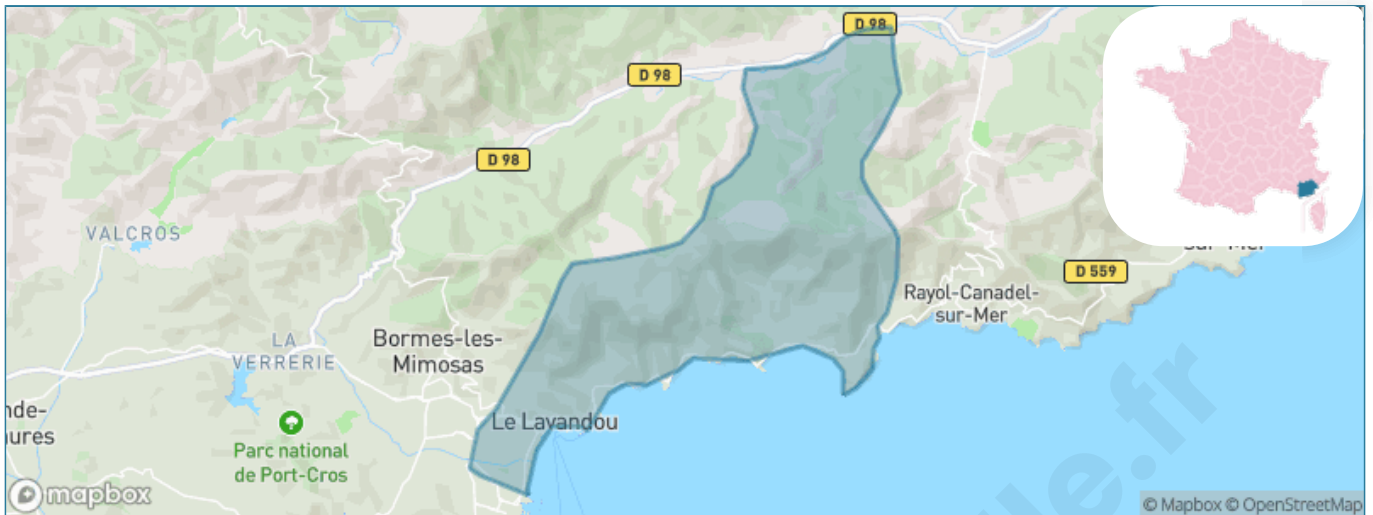 D 98
D 98
D 98
VALCROS
D 559
Rayol-Canadel-
sur-Mer
LA
VERRERIE
Bormes-les-
Mimosas
Le Lavandou
Parc national
de Port-Cros
mapbox
© Mapbox © OpenStreetMap